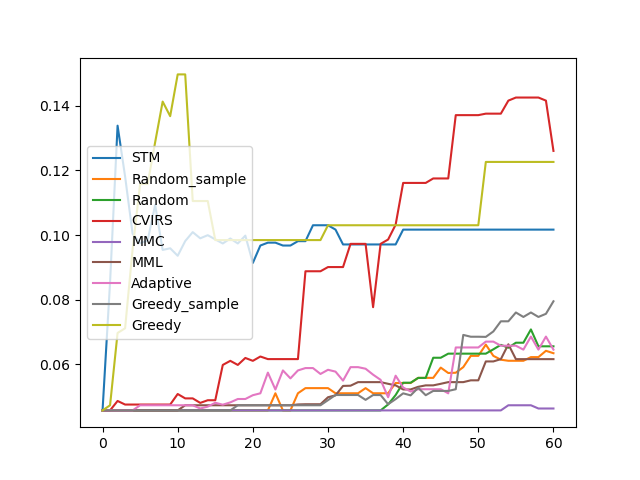 0.14
0.12
0.10
0.08
0.06
STM
Random_sample
Random
CVIRS
MMC
MML
Adaptive
Greedy_sample
Greedy
0 10 20 30 40 50 60